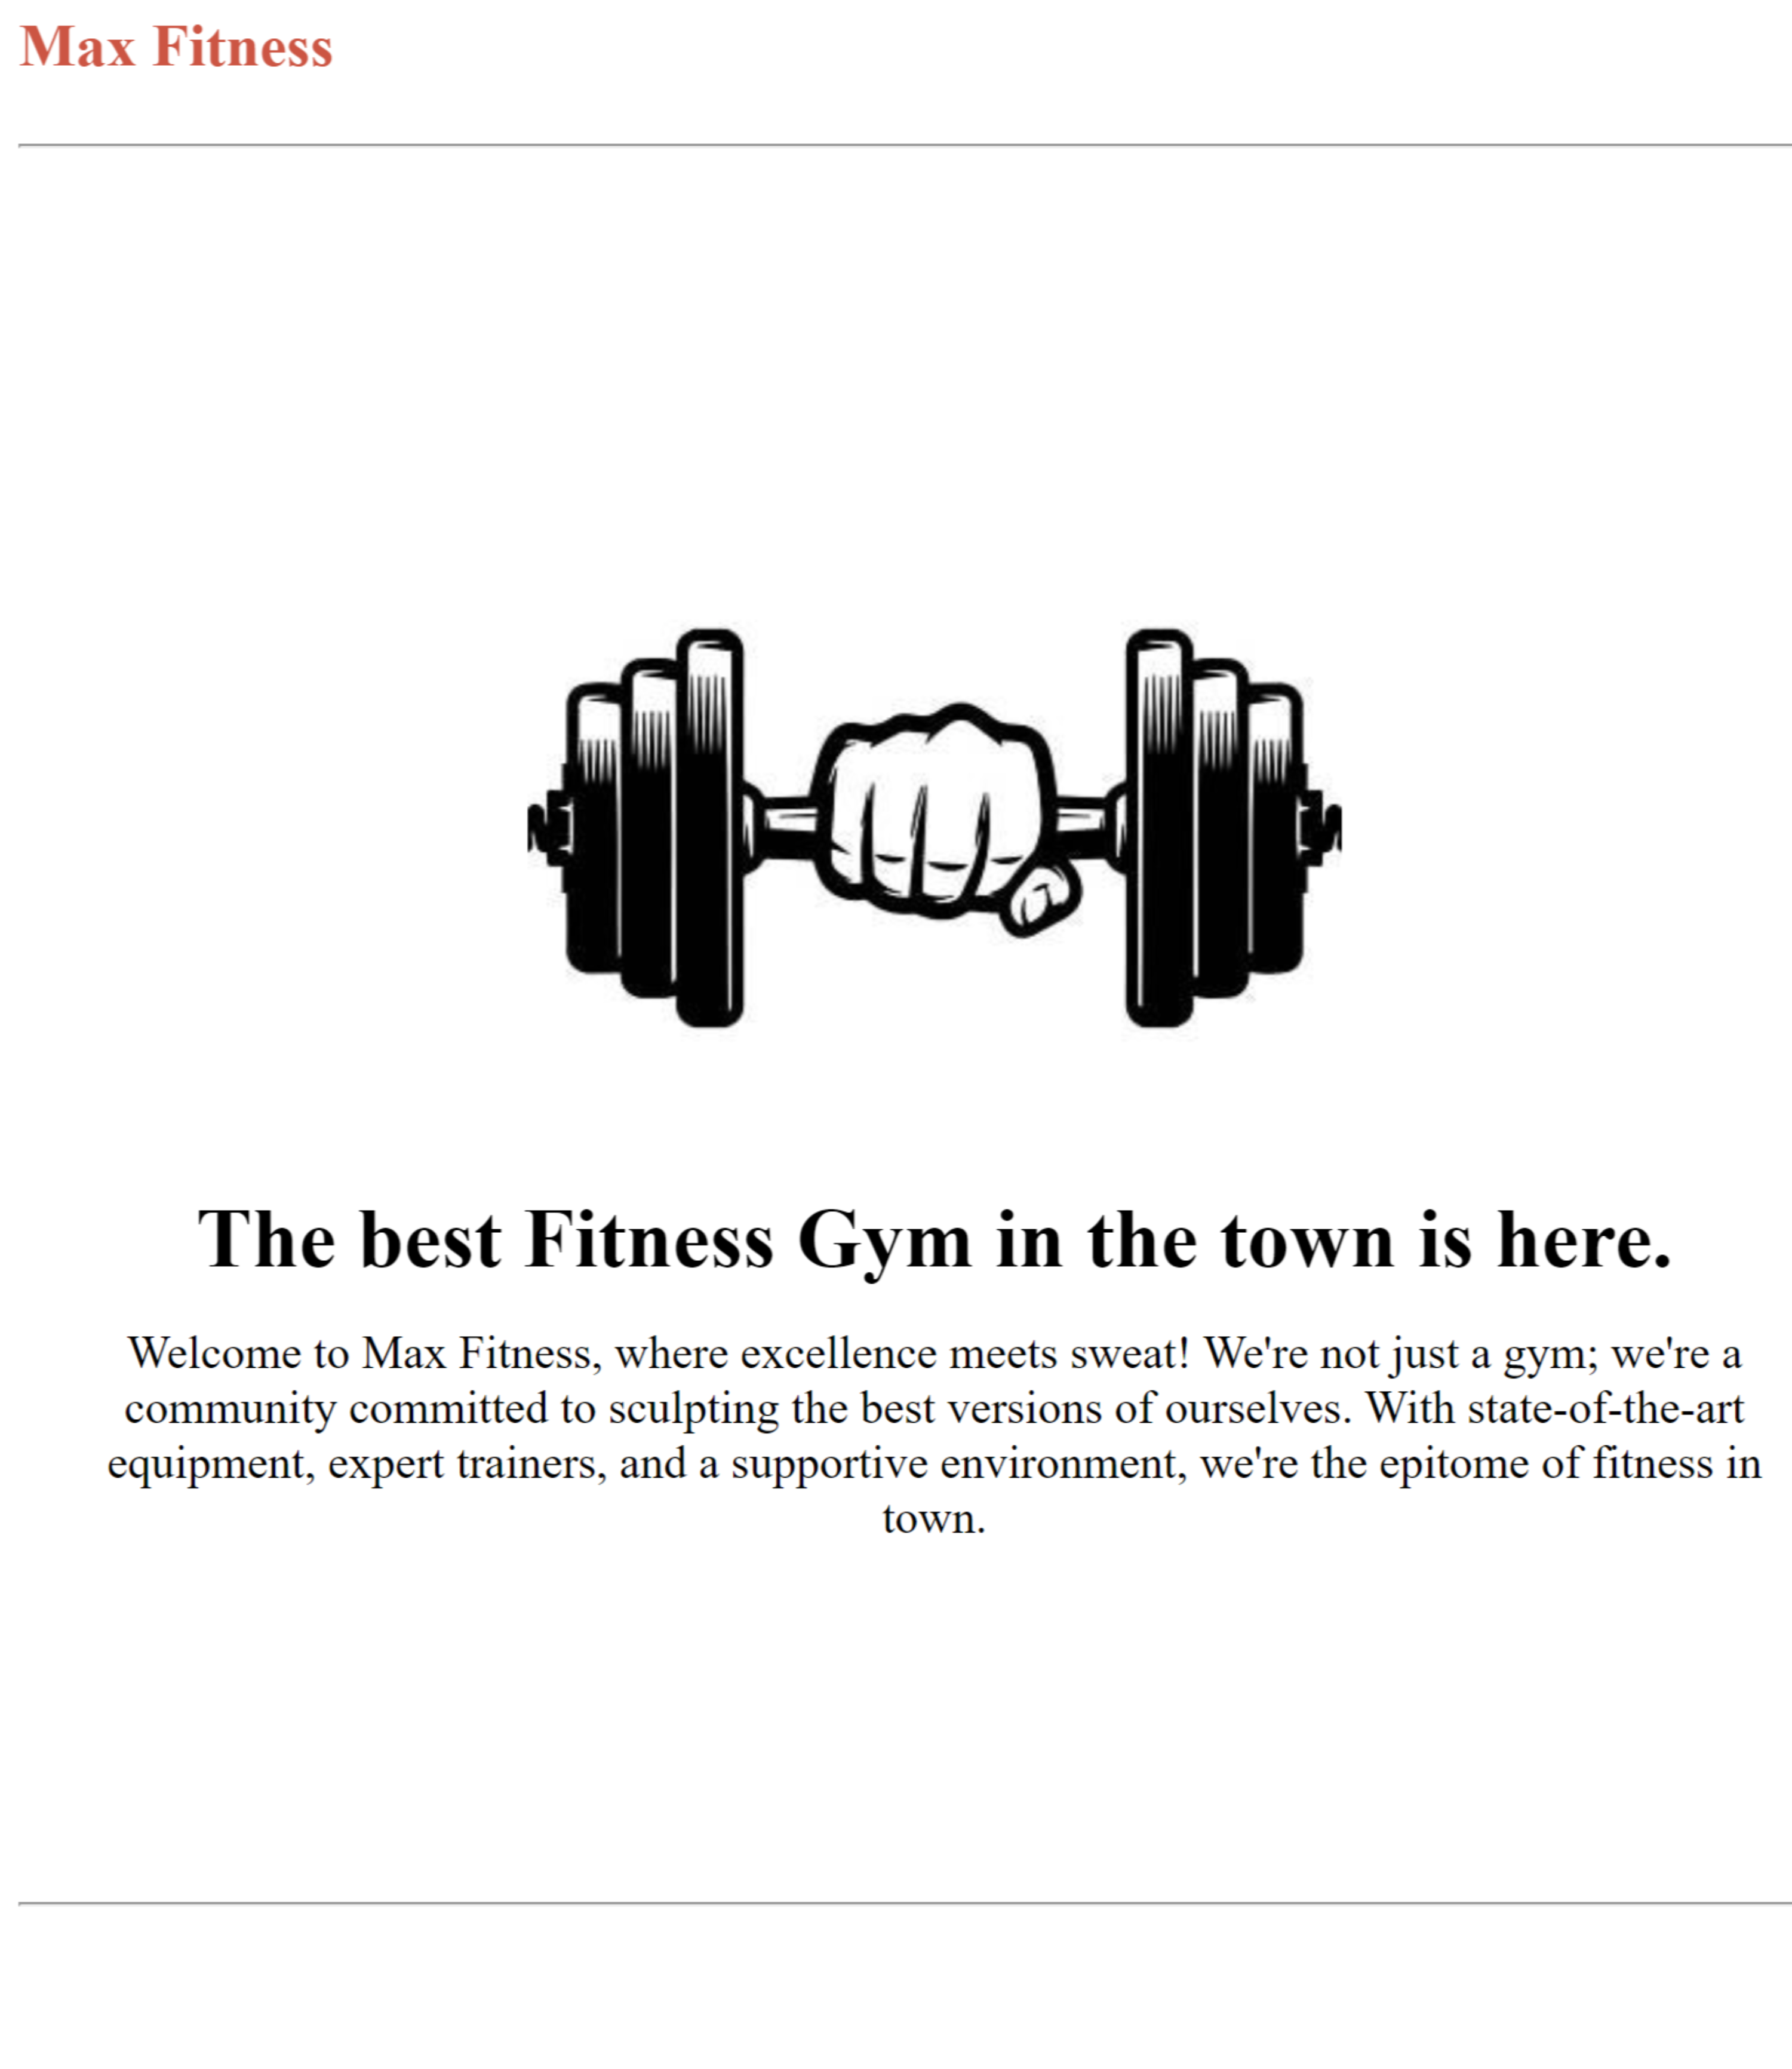 Max Fitness
The best Fitness Gym in the town is here.
Welcome to Max Fitness, where excellence meets sweat! We're not just a gym; we're a
community committed to sculpting the best versions of ourselves. With state-of-the-art
equipment, expert trainers, and a supportive environment, we're the epitome of fitness in
town.